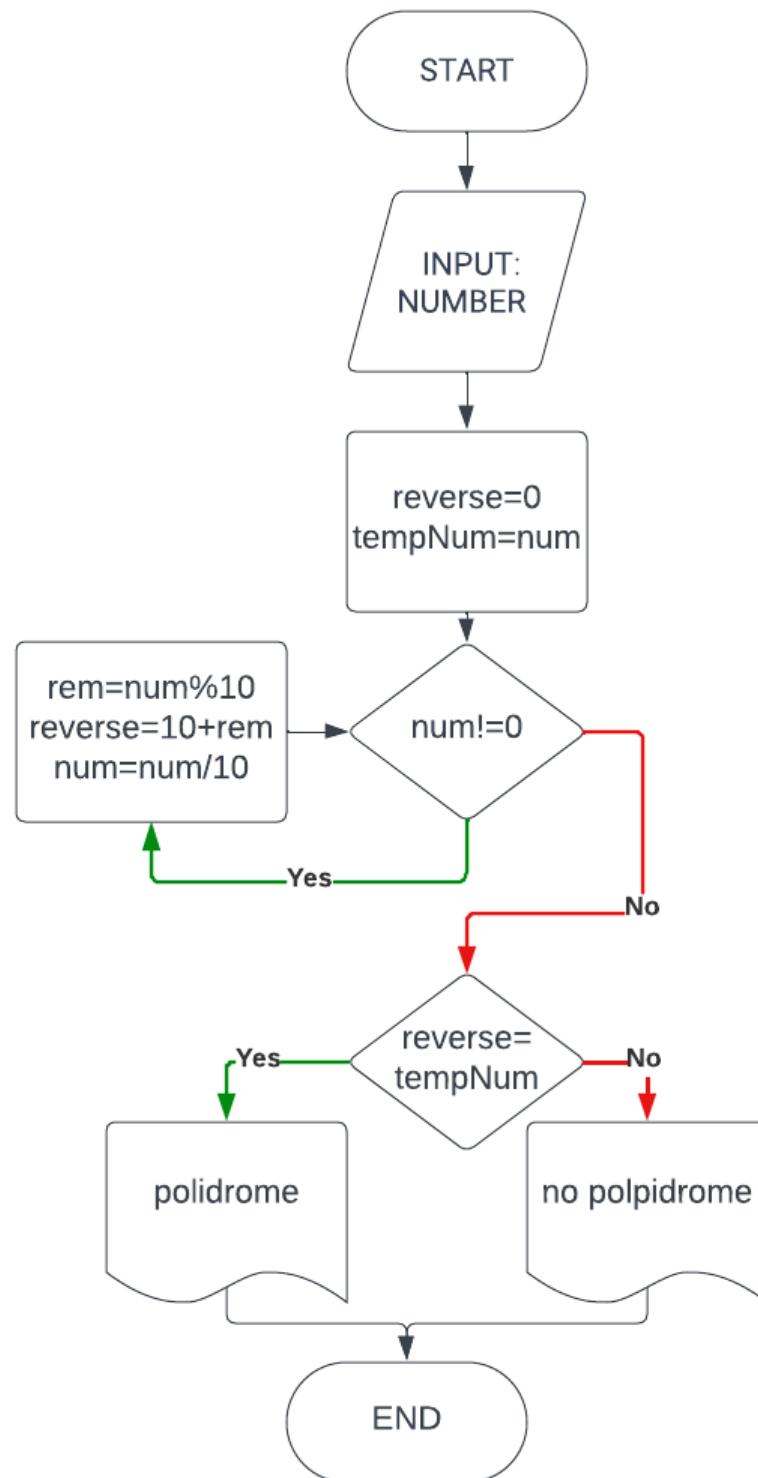 START
INPUT:
NUMBER
reverse=0
tempNum=num
rem=num%10
reverse=10+rem
num=num/10
num!=0
Yes
No
reverse=
tempNum
Yes
No
polidrome
no polpidrome
END